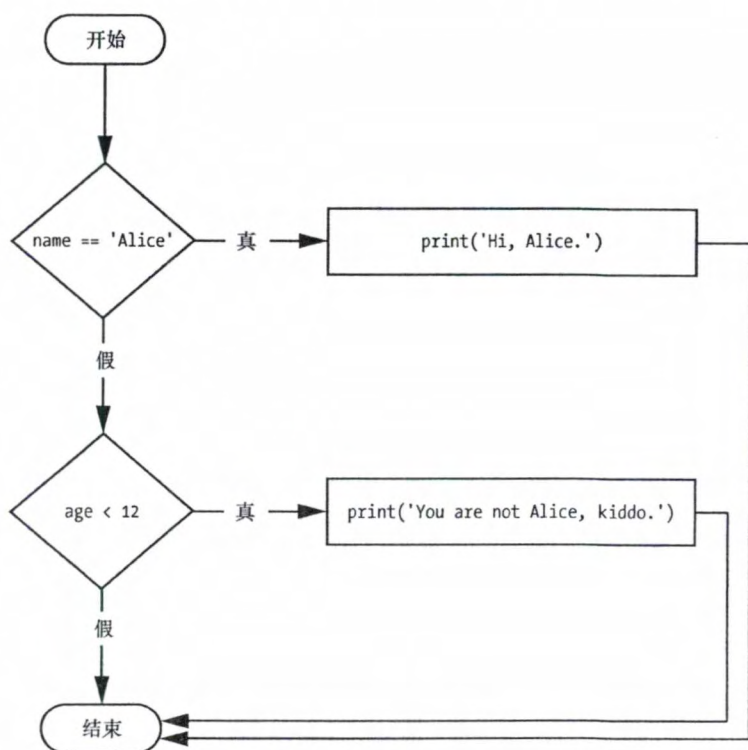 开始
name == 'Alice'
真
print('Hi, Alice.')
假
age < 12
真
print('You are not Alice, kiddo.')
假
结束